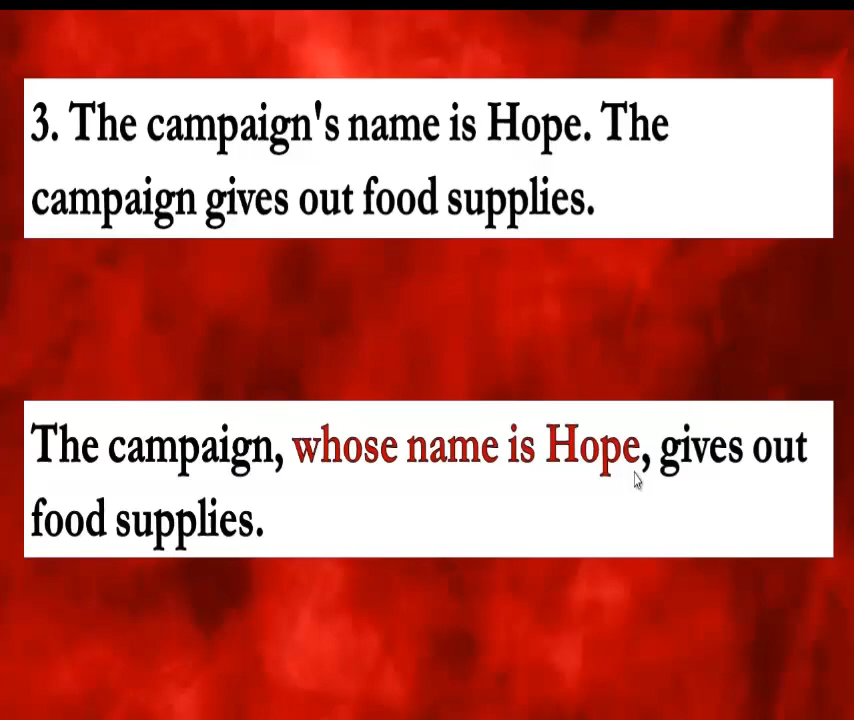 3. The campaign's name is Hope. The
campaign gives out food supplies.
The campaign, whose name is Hope, gives out
food supplies.